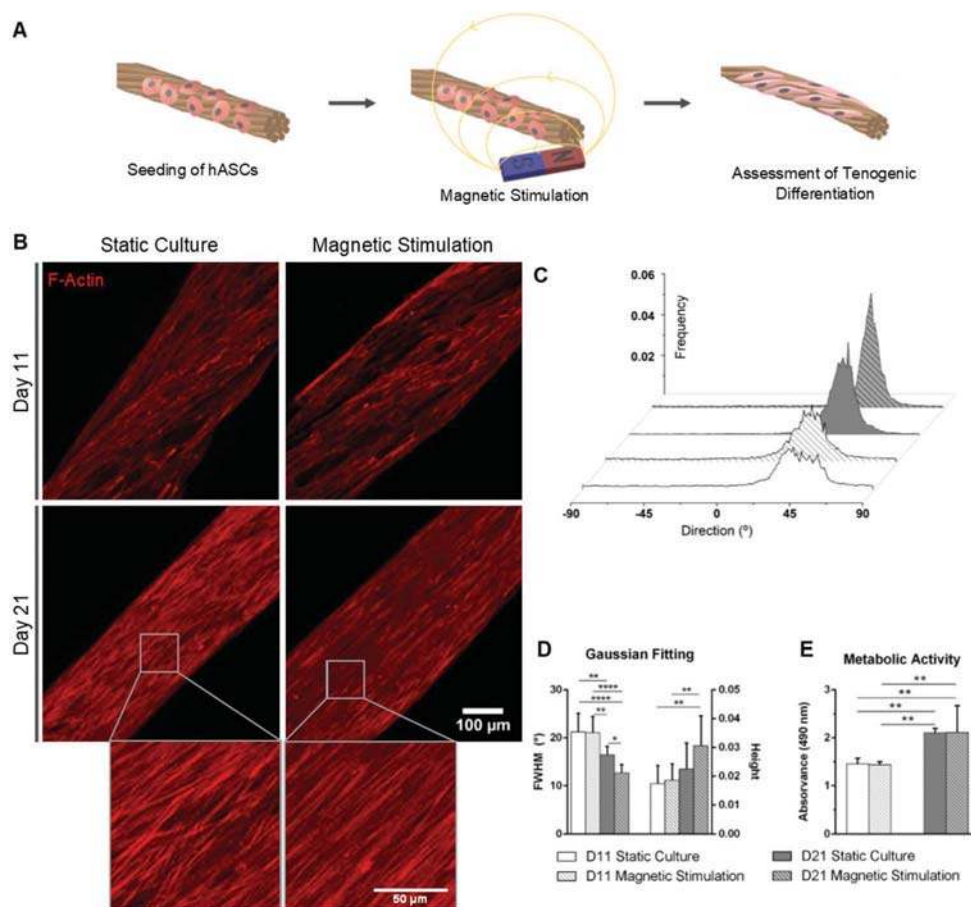 A
Seeding of hASCs
S
N
Magnetic Stimulation
Assessment of Tenogenic
Differentiation
B
Static Culture
Magnetic Stimulation
F-Actin
Day 11
Day 21
100 µm
50 µm
C
0.06
0.04
0.02
Frequency
-90
-45
0
45
90
Direction (º)
D
Gaussian Fitting
30
20
10
0
FWHM (°)
**
****
****
**
*
**
**
0.05
0.04
0.03
0.02
0.01
0.00
Height
E
Metabolic Activity
3
2
1
0
Absorvance (490 nm)
**
**
**
**
D11 Static Culture
D11 Magnetic Stimulation
D21 Static Culture
D21 Magnetic Stimulation